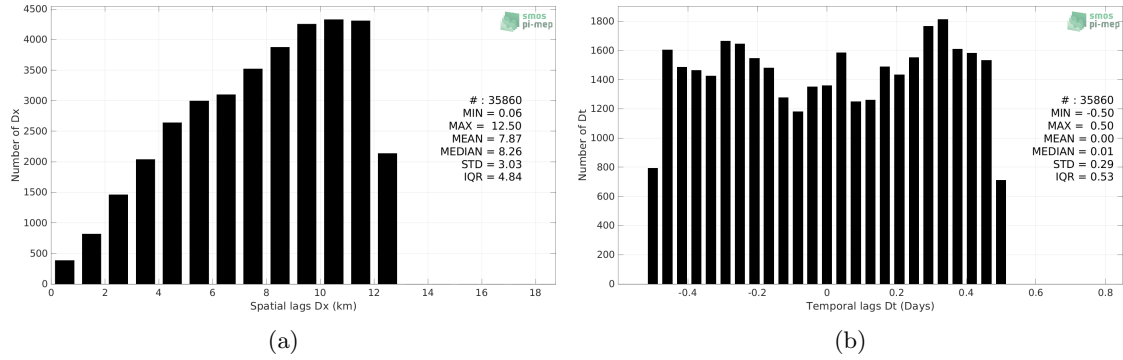 4500
4000
3500
3000
2500
2000
1500
1000
500
0
Number of Dx
0 2 4 6 8 10 12 14 16 18
Spatial lags Dx (km)
smos
pi-mep
# : 35860
MIN = 0.06
MAX = 12.50
MEAN = 7.87
MEDIAN = 8.26
STD = 3.03
IQR = 4.84
(a)
1800
1600
1400
1200
1000
800
600
400
200
0
Number of Dt
-0.4 -0.2 0 0.2 0.4 0.6 0.8
Temporal lags Dt (Days)
smos
pi-mep
# : 35860
MIN = -0.50
MAX = 0.50
MEAN = 0.00
MEDIAN = 0.01
STD = 0.29
IQR = 0.53
(b)